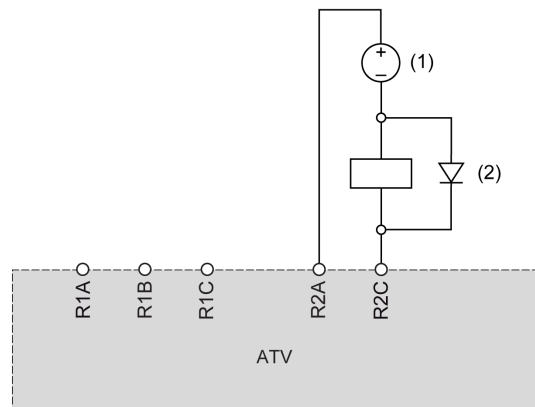 +
(1)
−
(2)
R1A
R1B
R1C
R2A
R2C
ATV